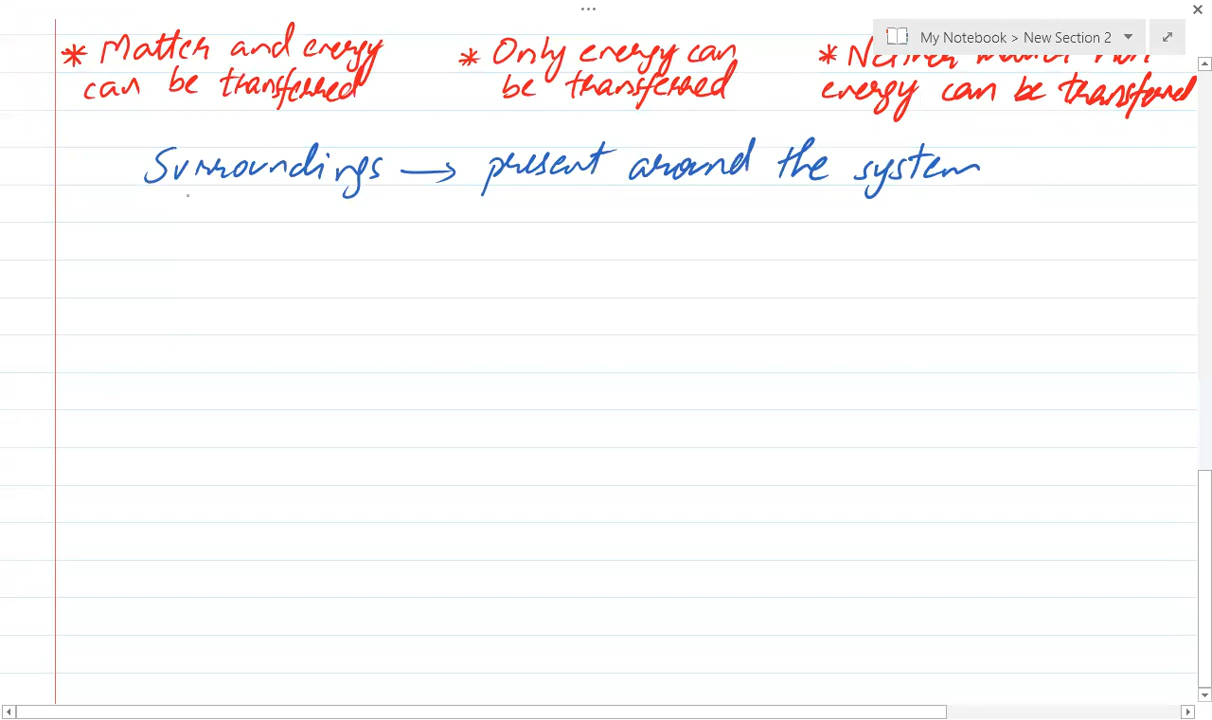 My Notebook > New Section 2
* Matter and energy
can be transferred
* Only energy can
be transferred
*
energy can be transferred
Surroundings → present around the system